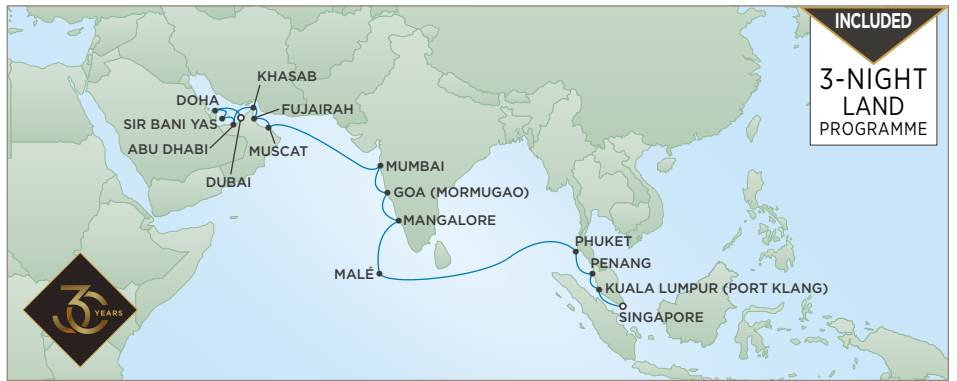 INCLUDED
3-NIGHT
LAND
PROGRAMME
KHASAB
DOHA
FUJAIRAH
SIR BANI YAS
ABU DHABI
MUSCAT
DUBAI
MUMBAI
GOA (MORMUGAO)
MANGALORE
MALÉ
PHUKET
PENANG
KUALA LUMPUR (PORT KLANG)
SINGAPORE
30
YEARS